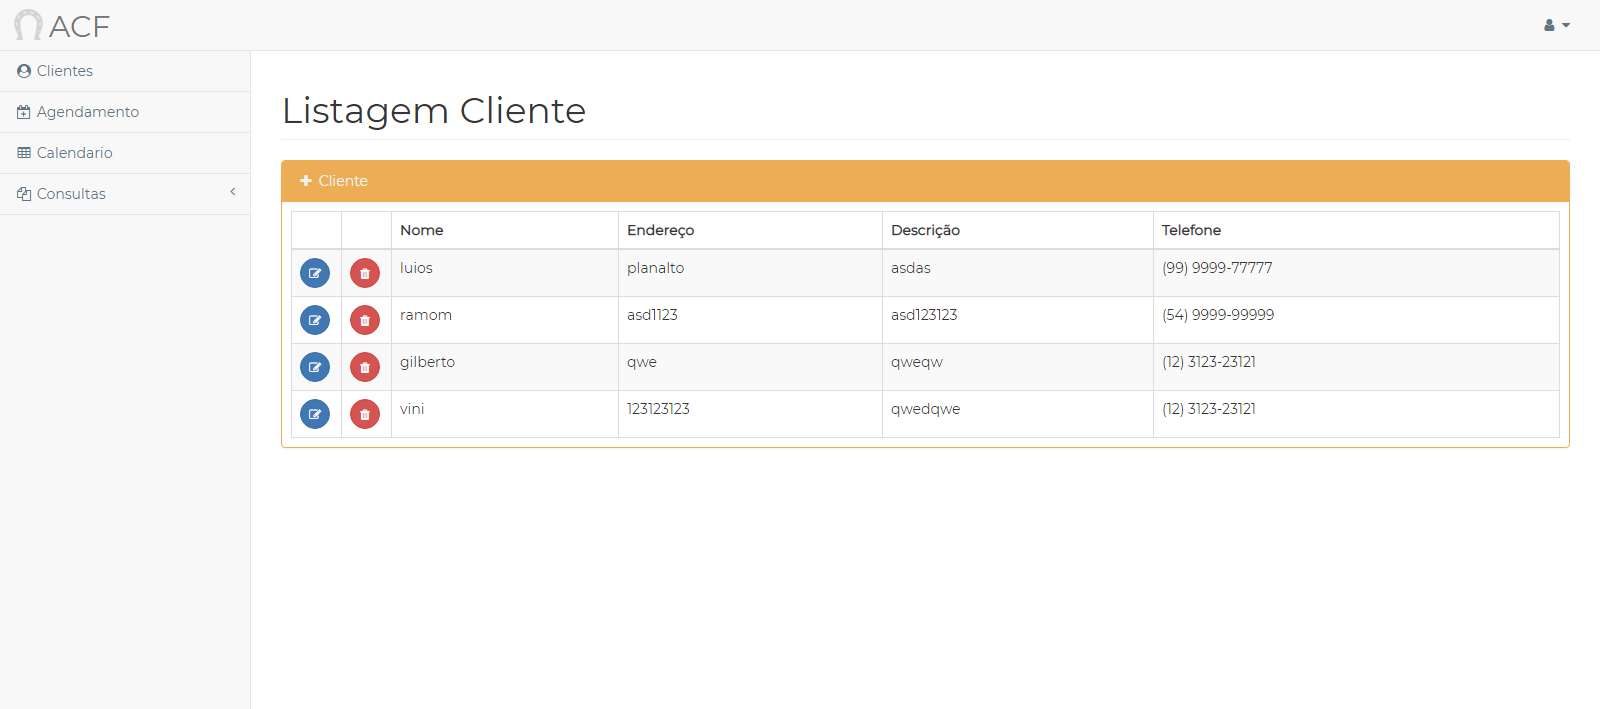 ACF
Clientes
Agendamento
Calendario
Consultas
Listagem Cliente
Cliente
Nome Endereço Descrição Telefone
luios planalto asdas (99) 9999-77777
ramom asd1123 asd123123 (54) 9999-99999
gilberto qwe qweqw (12) 3123-23121
vini 123123123 qwedqwe (12) 3123-23121